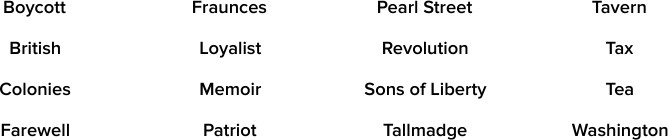 Boycott Fraunces Pearl Street Tavern
British Loyalist Revolution Tax
Colonies Memoir Sons of Liberty Tea
Farewell Patriot Tallmadge Washington